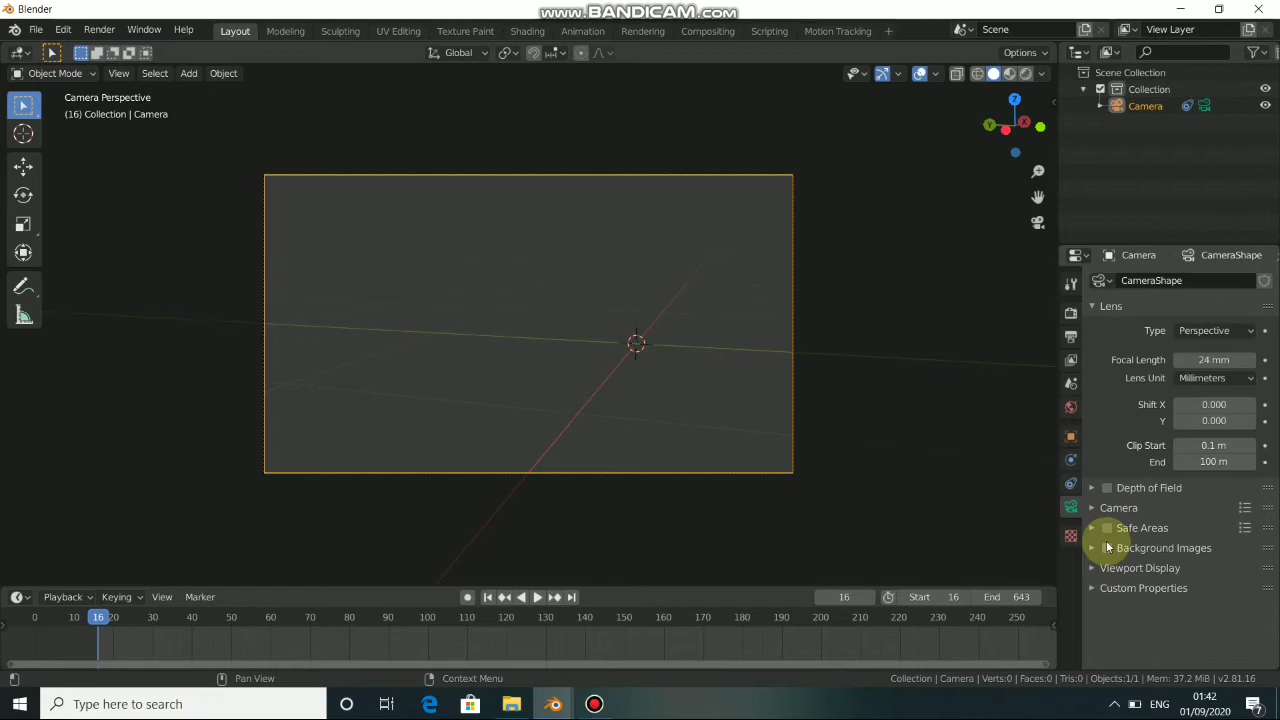 Blender
www.BANDICAM.com
File Edit Render Window Help
Layout Modeling Sculpting UV Editing Texture Paint Shading Animation Rendering Compositing Scripting Motion Tracking +
Scene
View Layer
Global
Options
Object Mode View Select Add Object
Camera Perspective
(16) Collection | Camera
Z
Y
X
Scene Collection
Collection
Camera
Camera CameraShape
CameraShape
Lens
Type Perspective
Focal Length 24 mm
Lens Unit Millimeters
Shift X 0.000
Y 0.000
Clip Start 0.1 m
End 100 m
Depth of Field
Camera
Safe Areas
Background Images
Viewport Display
Custom Properties
Playback Keying View Marker
16 Start 16 End 643
0 10 16 20 30 40 50 60 70 80 90 100 110 120 130 140 150 160 170 180 190 200 210 220 230 240 250
Pan View
Context Menu
Collection | Camera | Verts:0 | Faces:0 | Tris:0 | Objects:1/1 | Mem: 37.2 MiB | v2.81.16
Type here to search
ENG
01:42
01/09/2020
7